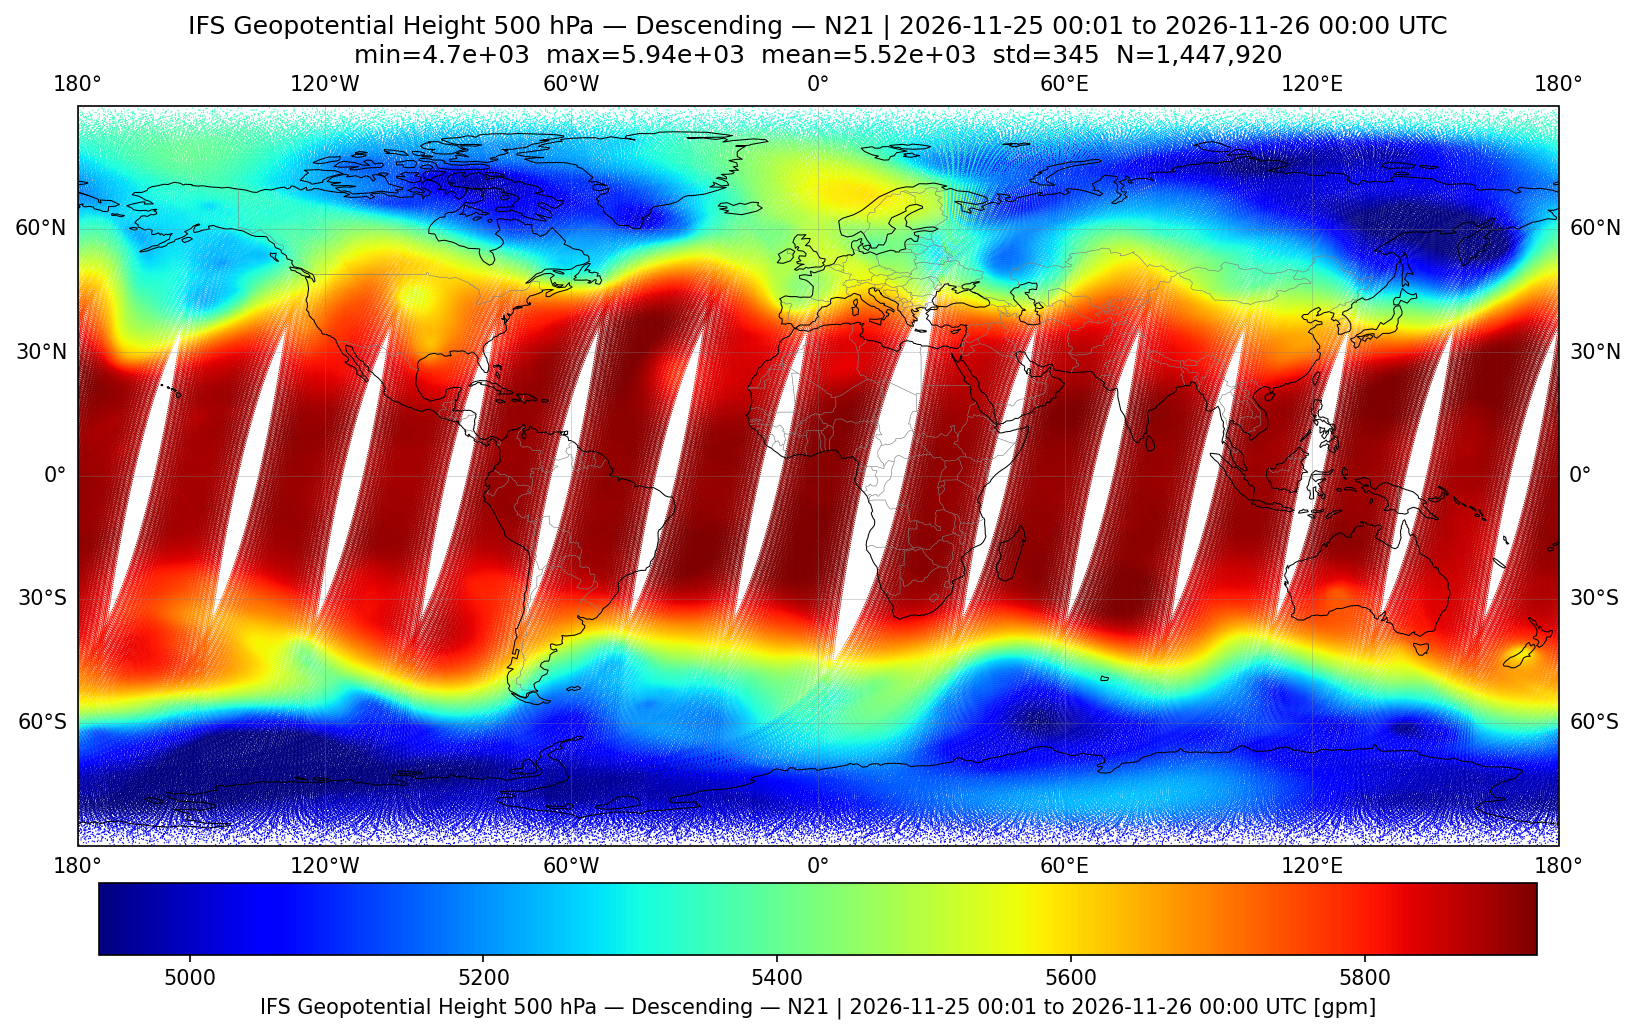 IFS Geopotential Height 500 hPa — Descending — N21 | 2026-11-25 00:01 to 2026-11-26 00:00 UTC
min=4.7e+03  max=5.94e+03  mean=5.52e+03  std=345  N=1,447,920
180° 120°W 60°W 0° 60°E 120°E 180°
60°N 60°N
30°N 30°N
0° 0°
30°S 30°S
60°S 60°S
180° 120°W 60°W 0° 60°E 120°E 180°
5000 5200 5400 5600 5800
IFS Geopotential Height 500 hPa — Descending — N21 | 2026-11-25 00:01 to 2026-11-26 00:00 UTC [gpm]